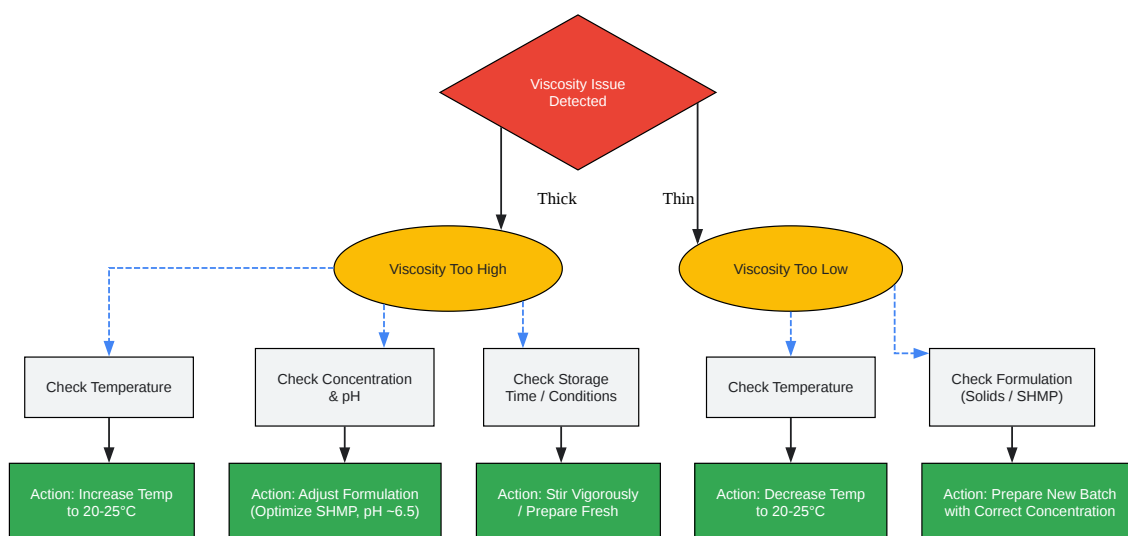 Viscosity Issue
Detected
Thick
Thin
Viscosity Too High
Viscosity Too Low
Check Temperature
Check Concentration
& pH
Check Storage
Time / Conditions
Check Temperature
Check Formulation
(Solids / SHMP)
Action: Increase Temp
to 20-25°C
Action: Adjust Formulation
(Optimize SHMP, pH ~6.5)
Action: Stir Vigorously
/ Prepare Fresh
Action: Decrease Temp
to 20-25°C
Action: Prepare New Batch
with Correct Concentration